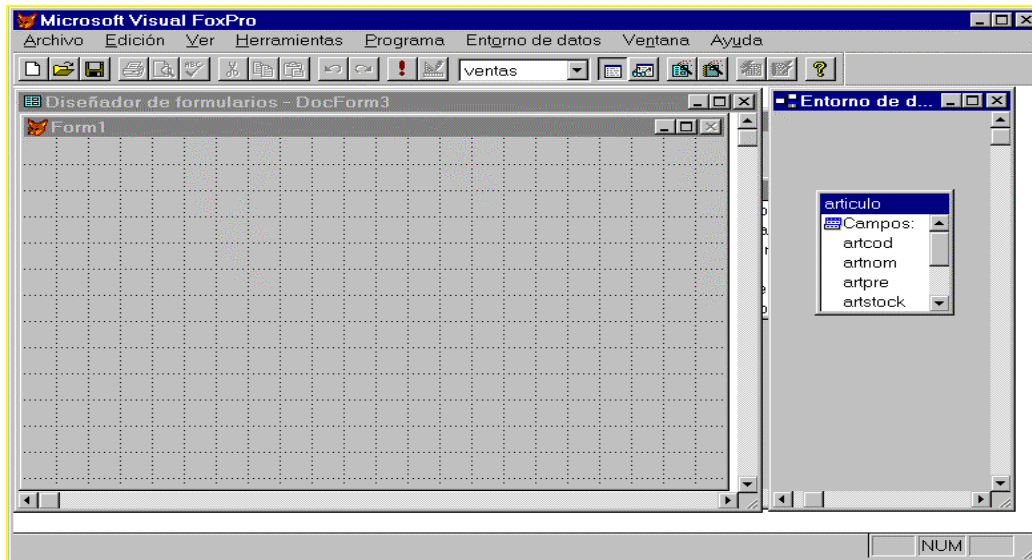 Microsoft Visual FoxPro
Archivo Edición Ver Herramientas Programa Entorno de datos Ventana Ayuda
ventas
Diseñador de formularios - DocForm3
Form1
Entorno de d...
articulo
Campos:
artcod
artnom
artpre
artstock
NUM